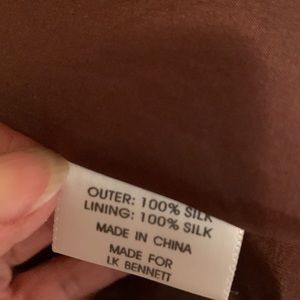 OUTER: 100% SILK
LINING: 100% SILK
MADE IN CHINA
MADE FOR
LK BENNETT